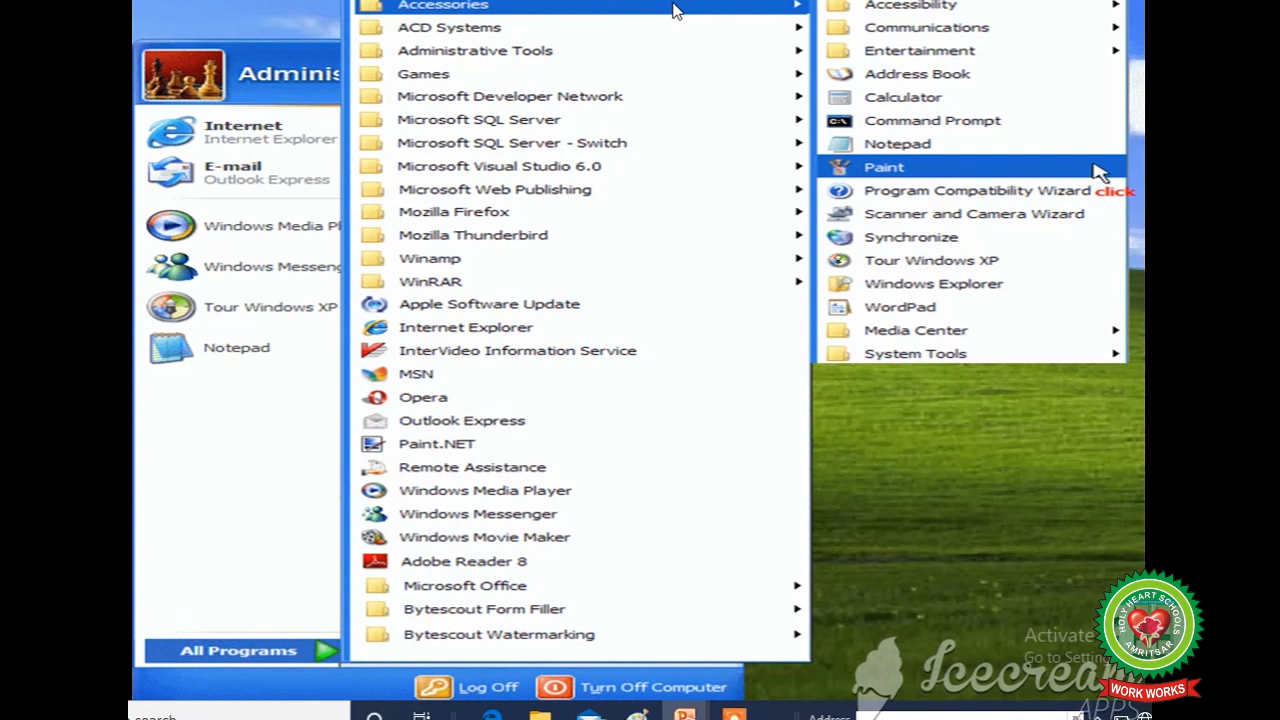 Adminis
Internet
Internet Explorer
E-mail
Outlook Express
Windows Media Pl
Windows Messeng
Tour Windows XP
Notepad
All Programs
Accessories
ACD Systems
Administrative Tools
Games
Microsoft Developer Network
Microsoft SQL Server
Microsoft SQL Server - Switch
Microsoft Visual Studio 6.0
Microsoft Web Publishing
Mozilla Firefox
Mozilla Thunderbird
Winamp
WinRAR
Apple Software Update
Internet Explorer
InterVideo Information Service
MSN
Opera
Outlook Express
Paint.NET
Remote Assistance
Windows Media Player
Windows Messenger
Windows Movie Maker
Adobe Reader 8
Microsoft Office
Bytescout Form Filler
Bytescout Watermarking
Accessibility
Communications
Entertainment
Address Book
Calculator
Command Prompt
Notepad
Paint
Program Compatibility Wizard click
Scanner and Camera Wizard
Synchronize
Tour Windows XP
Windows Explorer
WordPad
Media Center
System Tools
Log Off
Turn Off Computer
Activate
Go to Setting
Icecream
APPS
HOLY HEART SCHOOLS
AMRITSAR
WORK WORKS
search
Address